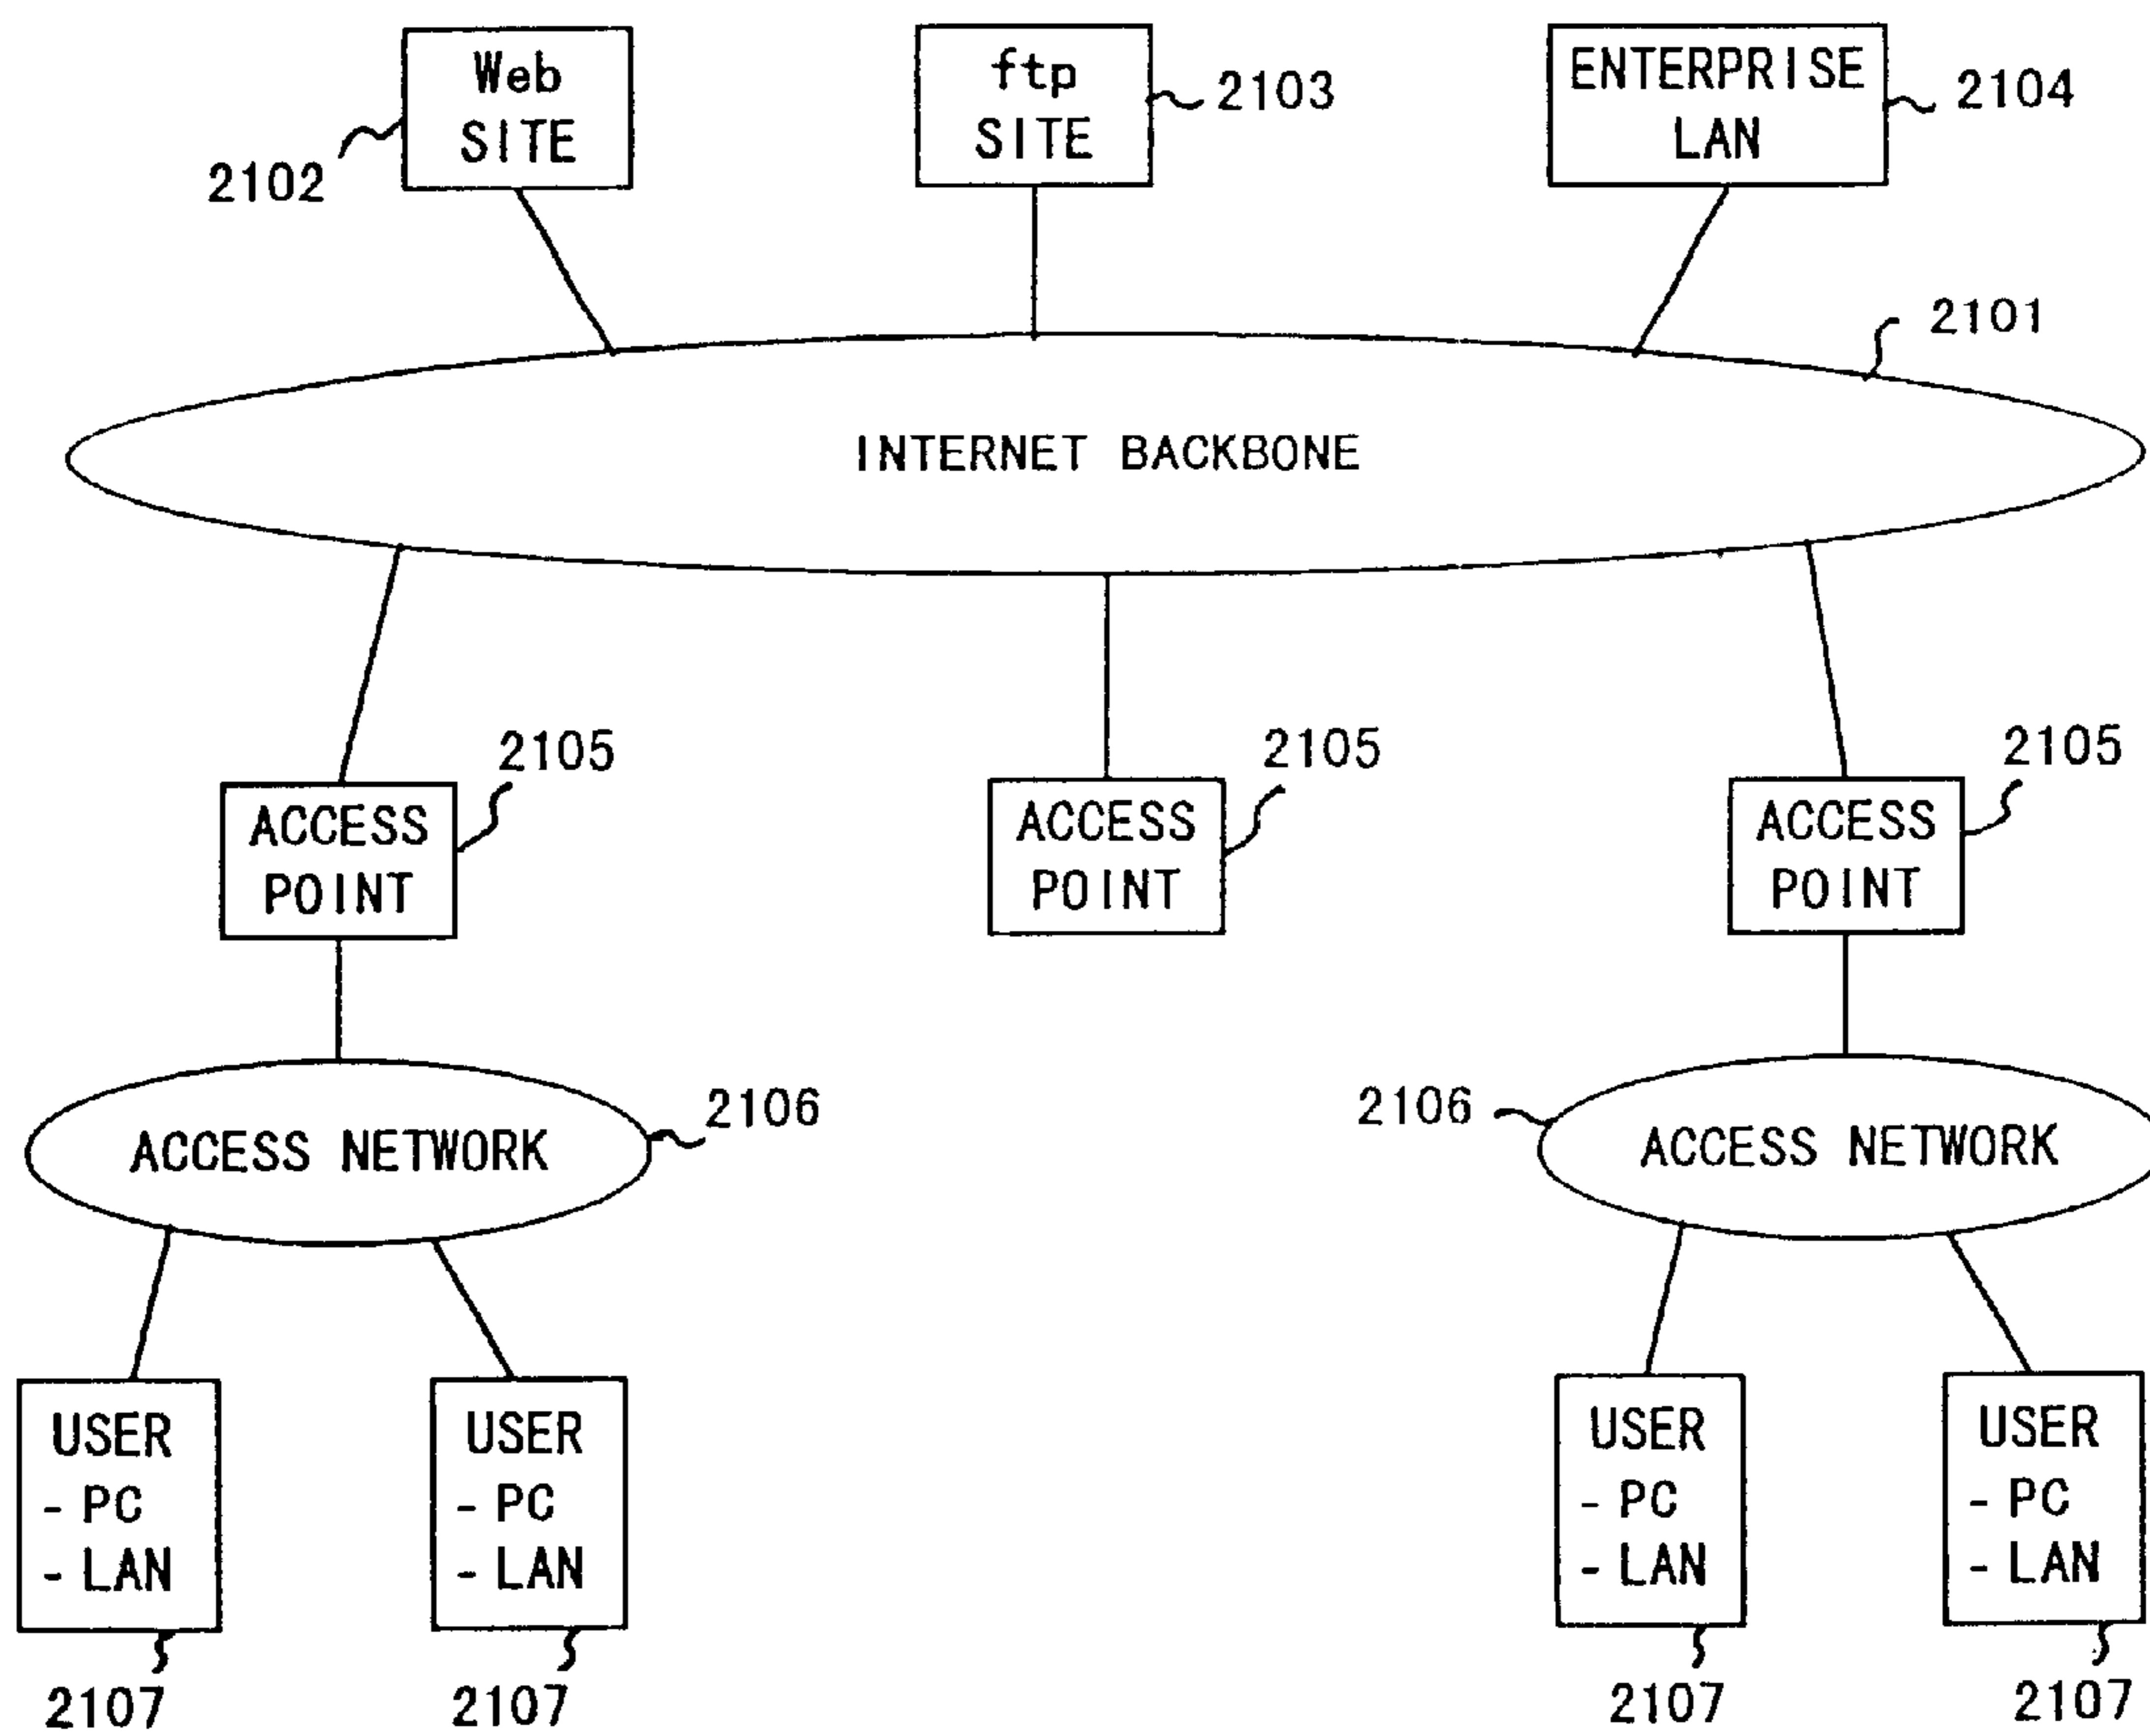 Web
SITE
2102
ftp
SITE
2103
ENTERPRISE
LAN
2104
2101
INTERNET BACKBONE
2105
ACCESS
POINT
2105
ACCESS
POINT
2105
ACCESS
POINT
2106
ACCESS NETWORK
2106
ACCESS NETWORK
USER
- PC
- LAN
2107
USER
- PC
- LAN
2107
USER
- PC
- LAN
2107
USER
- PC
- LAN
2107